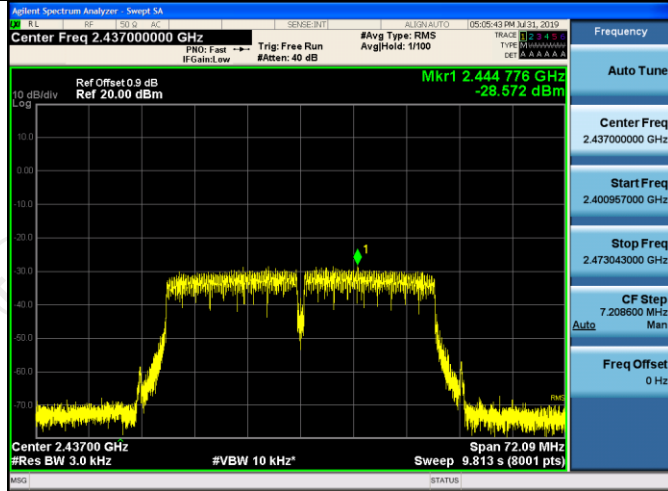 Agilent Spectrum Analyzer - Swept SA
RL RF 50 Ω AC SENSE:INT ALIGNAUTO 05:05:43 PM Jul 31, 2019
Center Freq 2.437000000 GHz #Avg Type: RMS TRACE 1 2 3 4 5 6
PNO: Fast Trig: Free Run Avg|Hold: 1/100 TYPE M
IFGain:Low #Atten: 40 dB DET A A A A A A
Mkr1 2.444 776 GHz
Ref Offset 0.9 dB
10 dB/div Ref 20.00 dBm -28.572 dBm
Log
10.0
0.00
-10.0
-20.0
1
-30.0
-40.0
-50.0
-60.0
-70.0
RMS
Center 2.43700 GHz Span 72.09 MHz
#Res BW 3.0 kHz #VBW 10 kHz* Sweep 9.813 s (8001 pts)
MSG STATUS
Frequency
Auto Tune
Center Freq
2.437000000 GHz
Start Freq
2.400957000 GHz
Stop Freq
2.473043000 GHz
CF Step
7.208600 MHz
Auto Man
Freq Offset
0 Hz